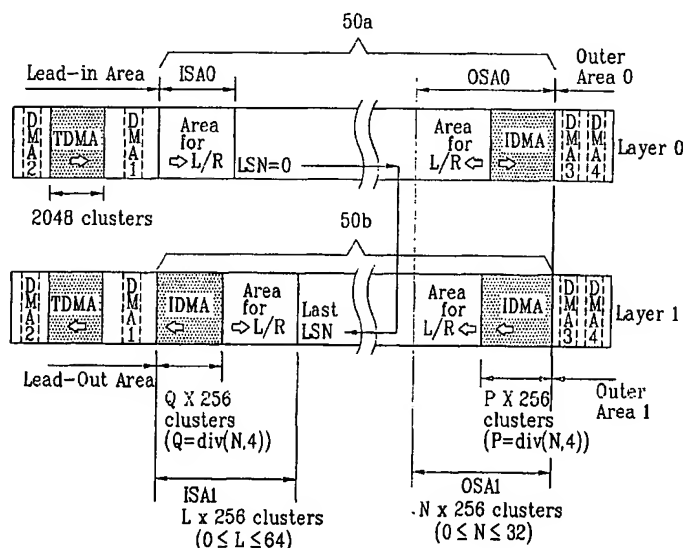 50a
Lead-in Area
ISA0
OSA0
Outer
Area 0
DMA2
TDMA
DMA1
Area
for
L/R
LSN=0
Area
for
L/R
IDMA
DMA3
DMA4
Layer 0
2048 clusters
50b
DMA2
TDMA
DMA1
IDMA
Area
for
L/R
Last
LSN
Area
for
L/R
IDMA
DMA3
DMA4
Layer 1
Lead-Out Area
Q X 256
clusters
(Q=div(N,4))
P X 256
clusters
(P=div(N,4))
Outer
Area 1
ISA1
L x 256 clusters
(0 ≤ L ≤ 64)
OSA1
N x 256 clusters
(0 ≤ N ≤ 32)